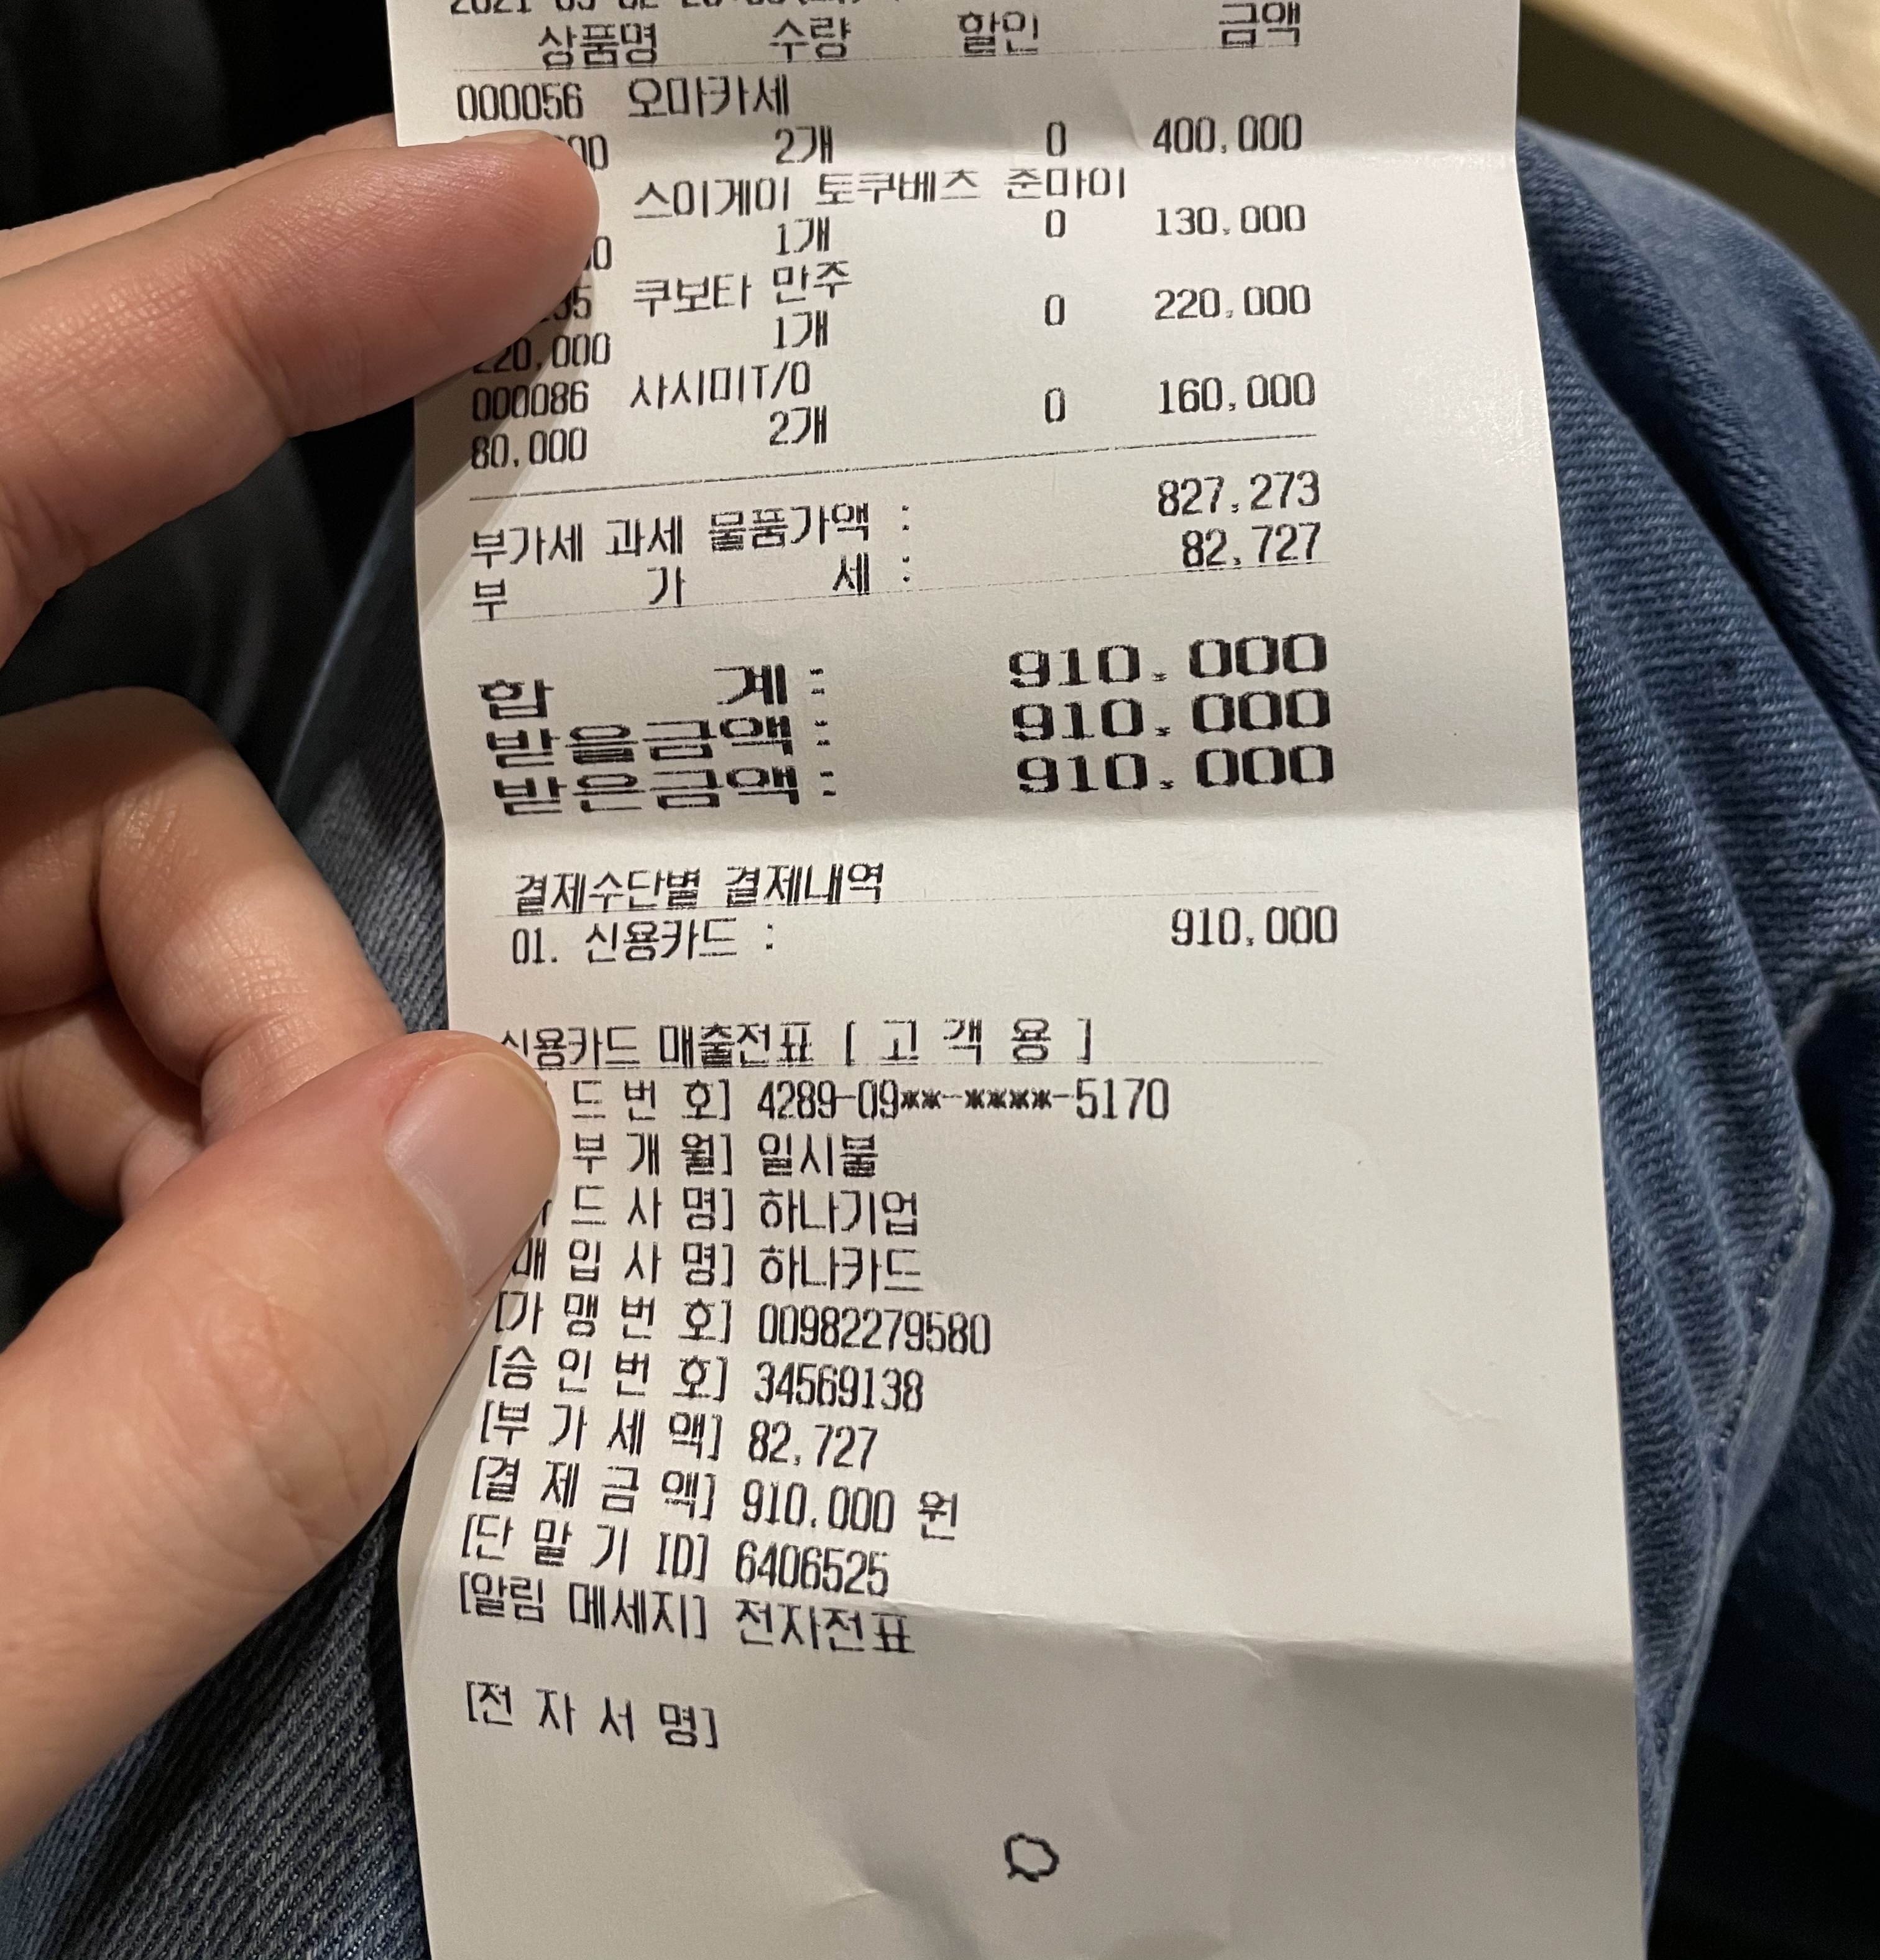 상품명 수량 할인 금액
000056 오마카세
00 2개 0 400,000
스이게이 토쿠베츠 준마이
0 1개 0 130,000
35 쿠보타 만주
220,000 1개 0 220,000
000086 사시미T/O
80,000 2개 0 160,000
부가세 과세 물품가액 : 827,273
부 가 세 : 82,727
합 계 : 910,000
받을금액 : 910,000
받은금액 : 910,000
결제수단별 결제내역
01. 신용카드 : 910,000
신용카드 매출전표 [ 고 객 용 ]
드 번 호] 4289-09**-****-5170
부 개 월] 일시불
드 사 명] 하나기업
매 입 사 명] 하나카드
[가 맹 번 호] 00982279580
[승 인 번 호] 34569138
[부 가 세 액] 82,727
[결 제 금 액] 910,000 원
[단 말 기 ID] 6406525
[알림 메세지] 전자전표
[전 자 서 명]